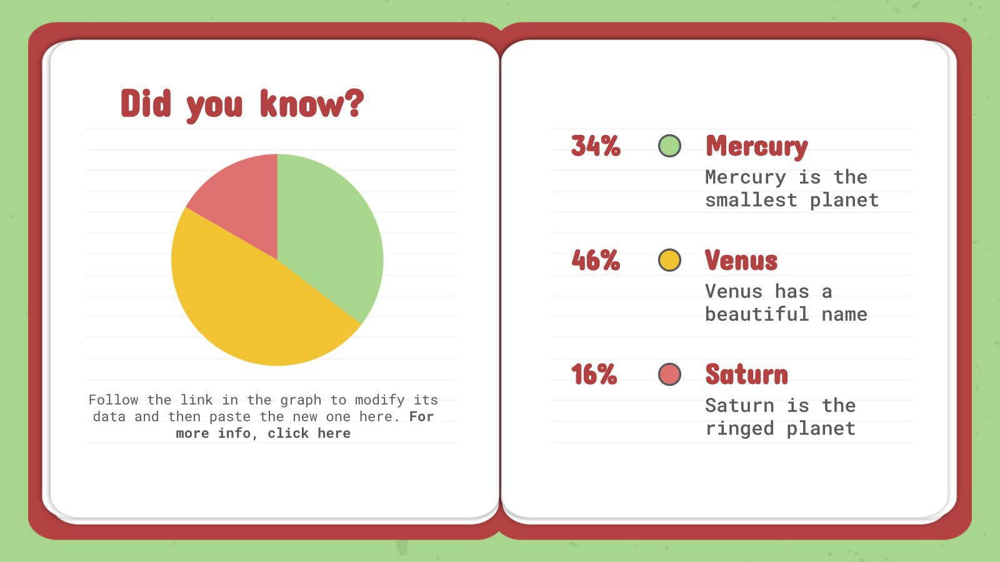 Did you know?
Follow the link in the graph to modify its
data and then paste the new one here. For
more info, click here
34%
Mercury
Mercury is the
smallest planet
46%
Venus
Venus has a
beautiful name
16%
Saturn
Saturn is the
ringed planet